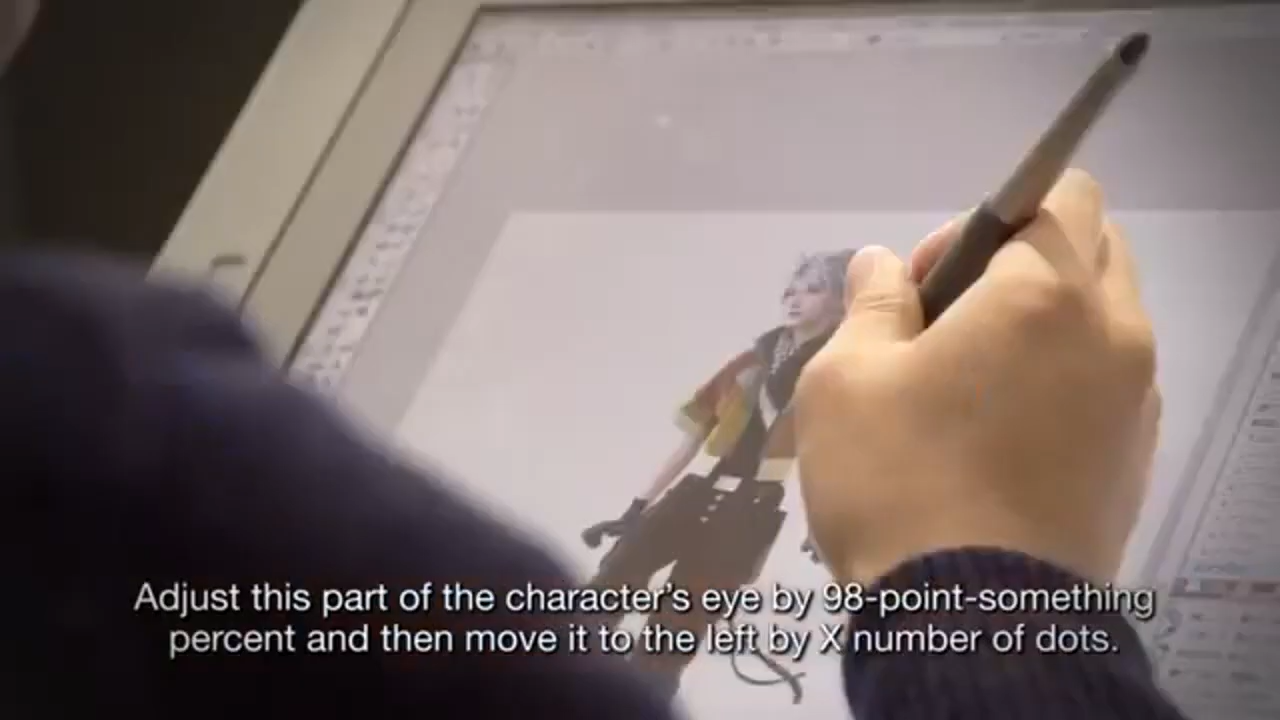 Adjust this part of the character's eye by 98-point-something
percent and then move it to the left by X number of dots.